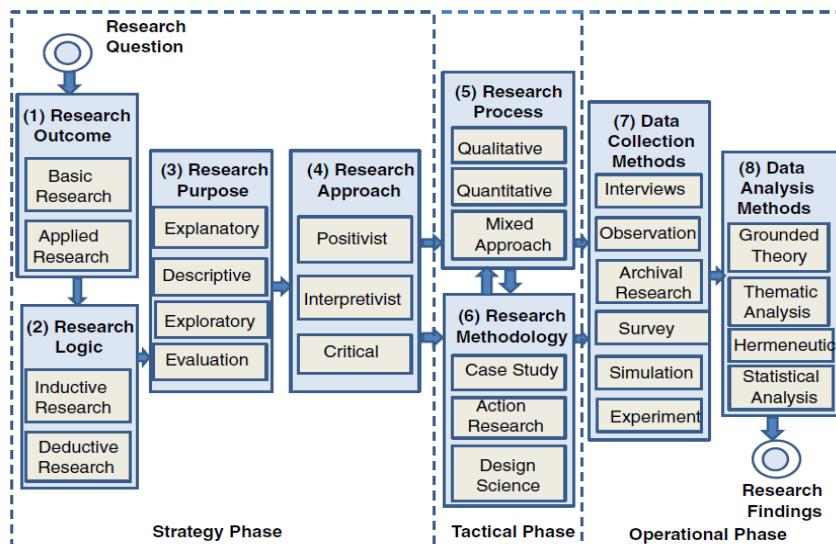 Research
Question
(1) Research
Outcome
Basic
Research
Applied
Research
(2) Research
Logic
Inductive
Research
Deductive
Research
(3) Research
Purpose
Explanatory
Descriptive
Exploratory
Evaluation
(4) Research
Approach
Positivist
Interpretivist
Critical
(5) Research
Process
Qualitative
Quantitative
Mixed
Approach
(6) Research
Methodology
Case Study
Action
Research
Design
Science
(7) Data
Collection
Methods
Interviews
Observation
Archival
Research
Survey
Simulation
Experiment
(8) Data
Analysis
Methods
Grounded
Theory
Thematic
Analysis
Hermeneutic
Statistical
Analysis
Research
Findings
Strategy Phase
Tactical Phase
Operational Phase